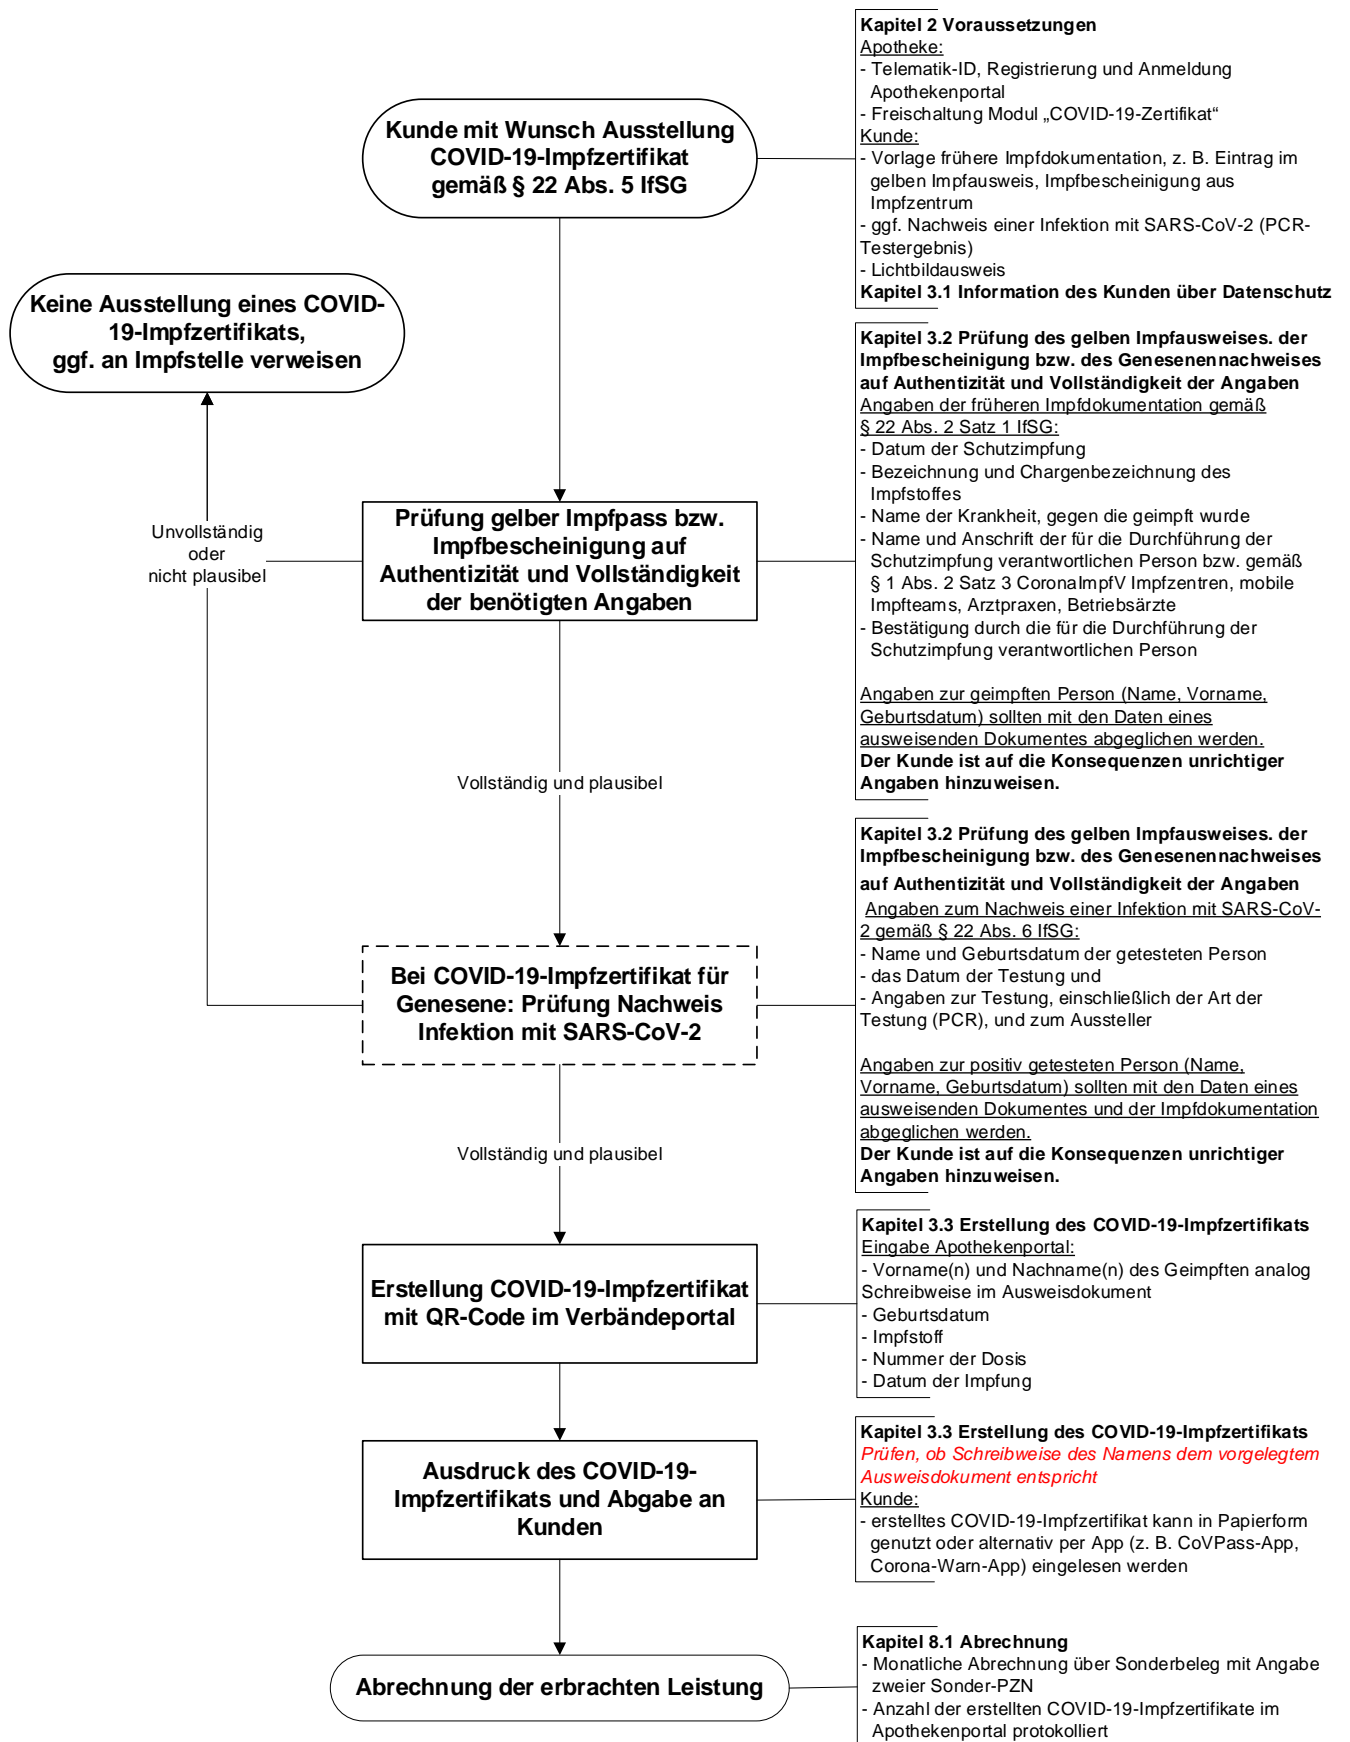 Kapitel 2 Voraussetzungen
Apotheke:
- Telematik-ID, Registrierung und Anmeldung
Apothekenportal
- Freischaltung Modul „COVID-19-Zertifikat“
Kunde:
- Vorlage frühere Impfdokumentation, z. B. Eintrag im
gelben Impfausweis, Impfbescheinigung aus
Impfzentrum
- ggf. Nachweis einer Infektion mit SARS-CoV-2 (PCR-
Testergebnis)
- Lichtbildausweis
Kapitel 3.1 Information des Kunden über Datenschutz
Kunde mit Wunsch Ausstellung
COVID-19-Impfzertifikat
gemäß § 22 Abs. 5 IfSG
Keine Ausstellung eines COVID-
19-Impfzertifikats,
ggf. an Impfstelle verweisen
Kapitel 3.2 Prüfung des gelben Impfausweises. der
Impfbescheinigung bzw. des Genesenennachweises
auf Authentizität und Vollständigkeit der Angaben
Angaben der früheren Impfdokumentation gemäß
§ 22 Abs. 2 Satz 1 IfSG:
- Datum der Schutzimpfung
- Bezeichnung und Chargenbezeichnung des
Impfstoffes
- Name der Krankheit, gegen die geimpft wurde
- Name und Anschrift der für die Durchführung der
Schutzimpfung verantwortlichen Person bzw. gemäß
§ 1 Abs. 2 Satz 3 CoronaImpfV Impfzentren, mobile
Impfteams, Arztpraxen, Betriebsärzte
- Bestätigung durch die für die Durchführung der
Schutzimpfung verantwortlichen Person
Angaben zur geimpften Person (Name, Vorname,
Geburtsdatum) sollten mit den Daten eines
ausweisenden Dokumentes abgeglichen werden.
Der Kunde ist auf die Konsequenzen unrichtiger
Angaben hinzuweisen.
Prüfung gelber Impfpass bzw.
Impfbescheinigung auf
Authentizität und Vollständigkeit
der benötigten Angaben
Unvollständig
oder
nicht plausibel
Vollständig und plausibel
Kapitel 3.2 Prüfung des gelben Impfausweises. der
Impfbescheinigung bzw. des Genesenennachweises
auf Authentizität und Vollständigkeit der Angaben
Angaben zum Nachweis einer Infektion mit SARS-CoV-
2 gemäß § 22 Abs. 6 IfSG:
- Name und Geburtsdatum der getesteten Person
- das Datum der Testung und
- Angaben zur Testung, einschließlich der Art der
Testung (PCR), und zum Aussteller
Angaben zur positiv getesteten Person (Name,
Vorname, Geburtsdatum) sollten mit den Daten eines
ausweisenden Dokumentes und der Impfdokumentation
abgeglichen werden.
Der Kunde ist auf die Konsequenzen unrichtiger
Angaben hinzuweisen.
Bei COVID-19-Impfzertifikat für
Genesene: Prüfung Nachweis
Infektion mit SARS-CoV-2
Vollständig und plausibel
Kapitel 3.3 Erstellung des COVID-19-Impfzertifikats
Eingabe Apothekenportal:
- Vorname(n) und Nachname(n) des Geimpften analog
Schreibweise im Ausweisdokument
- Geburtsdatum
- Impfstoff
- Nummer der Dosis
- Datum der Impfung
Erstellung COVID-19-Impfzertifikat
mit QR-Code im Verbändeportal
Kapitel 3.3 Erstellung des COVID-19-Impfzertifikats
Prüfen, ob Schreibweise des Namens dem vorgelegtem
Ausweisdokument entspricht
Kunde:
- erstelltes COVID-19-Impfzertifikat kann in Papierform
genutzt oder alternativ per App (z. B. CoVPass-App,
Corona-Warn-App) eingelesen werden
Ausdruck des COVID-19-
Impfzertifikats und Abgabe an
Kunden
Kapitel 8.1 Abrechnung
- Monatliche Abrechnung über Sonderbeleg mit Angabe
zweier Sonder-PZN
- Anzahl der erstellten COVID-19-Impfzertifikate im
Apothekenportal protokolliert
Abrechnung der erbrachten Leistung